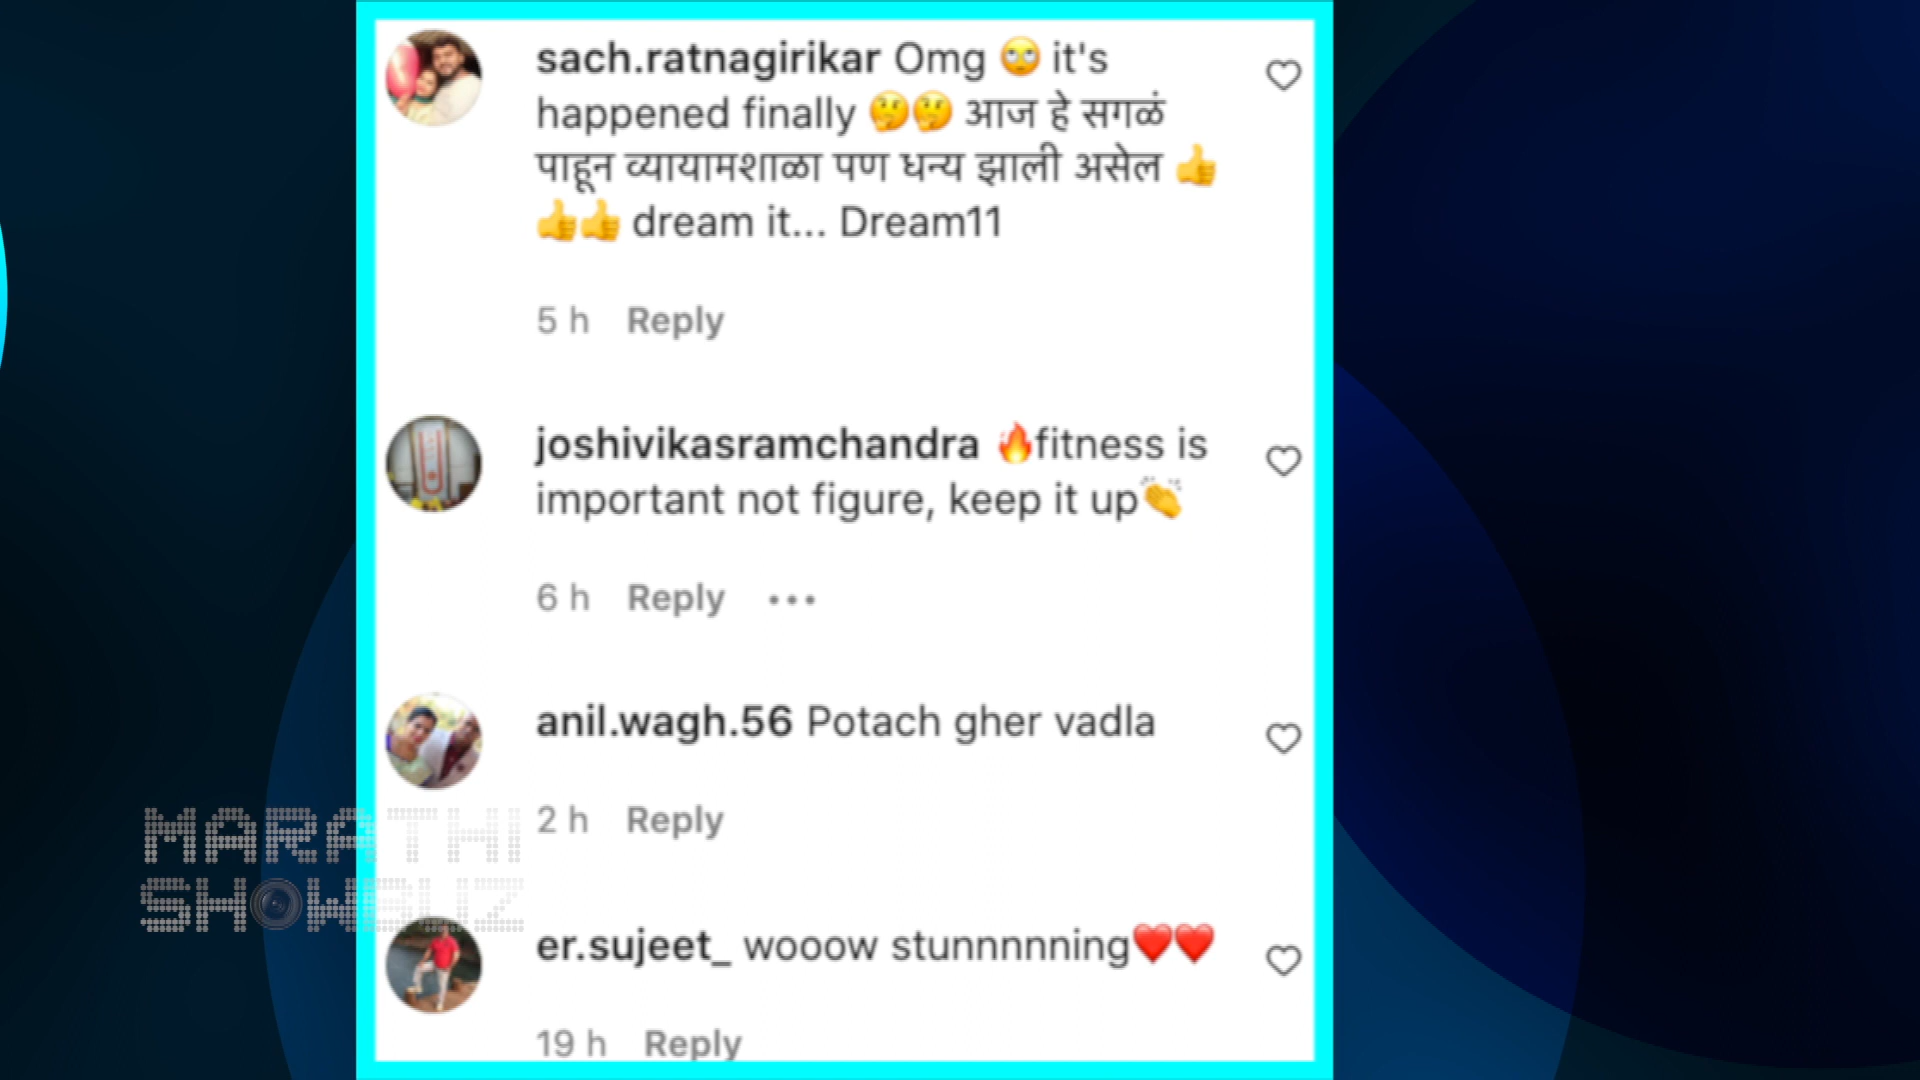 sach.ratnagirikar Omg 🙄 it's
happened finally 🤔🤔 आज हे सगळं
पाहून व्यायामशाळा पण धन्य झाली असेल 👍
👍👍 dream it... Dream11
5 h Reply
joshivikasramchandra 🔥fitness is
important not figure, keep it up👏
6 h Reply •••
anil.wagh.56 Potach gher vadla
2 h Reply
MARATHI
SHOWBIZ
er.sujeet_ wooow stunnnnning❤️❤️
19 h Reply